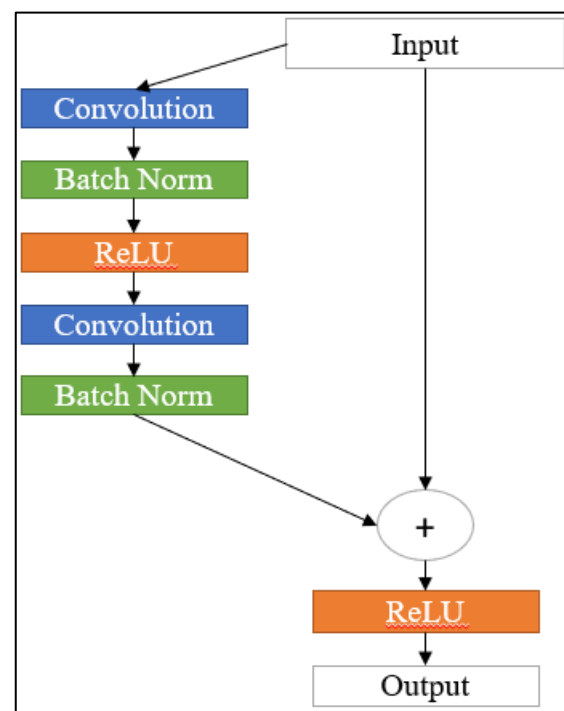 Input
Convolution
Batch Norm
ReLU
Convolution
Batch Norm
+
ReLU
Output